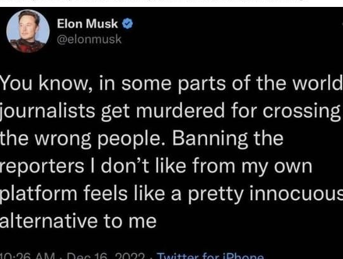 Elon Musk
@elonmusk
You know, in some parts of the world
journalists get murdered for crossing
the wrong people. Banning the
reporters I don't like from my own
platform feels like a pretty innocuous
alternative to me
10:26 AM · Dec 16, 2022 · Twitter for iPhone